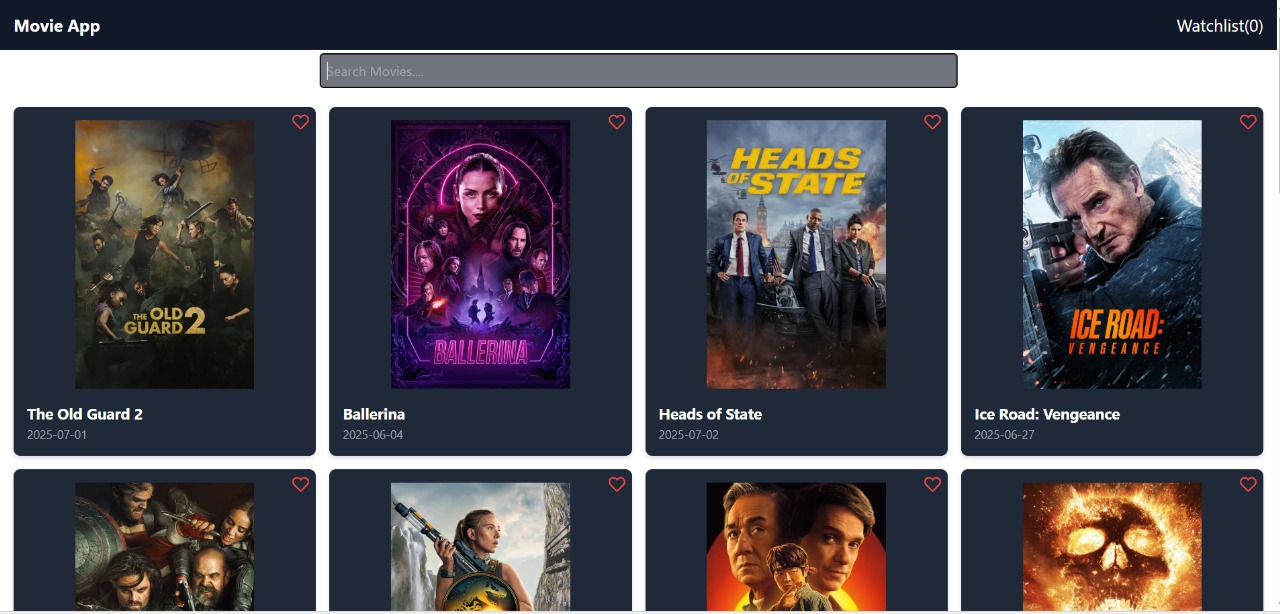 Movie App
Watchlist(0)
Search Movies....
THE OLD
GUARD 2
BALLERINA
HEADS
OF STATE
ICE ROAD:
VENGEANCE
The Old Guard 2
Ballerina
Heads of State
Ice Road: Vengeance
2025-07-01
2025-06-04
2025-07-02
2025-06-27